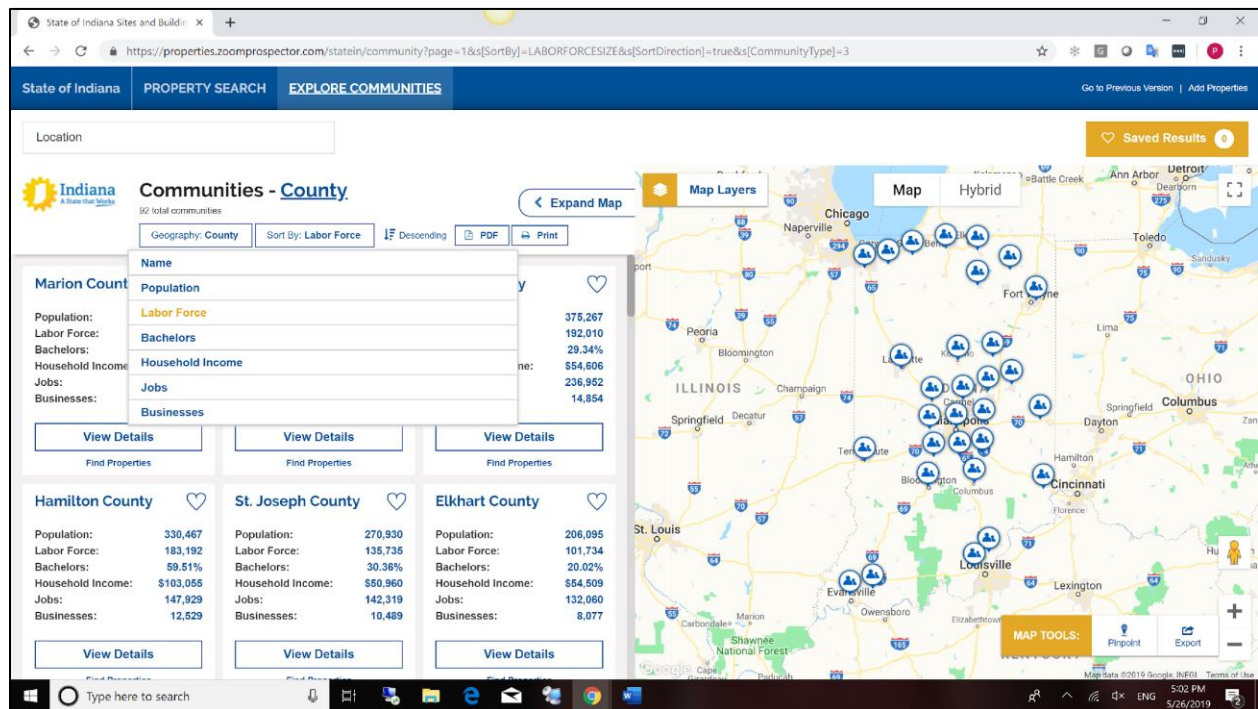 State of Indiana Sites and Buildin
https://properties.zoomprospector.com/statein/community?page=1&s[SortBy]=LABORFORCESIZE&s[SortDirection]=true&s[CommunityType]=3
State of Indiana PROPERTY SEARCH EXPLORE COMMUNITIES
Go to Previous Version | Add Properties
Location
Saved Results 0
Indiana
A State that Works
Communities - County
92 total communities
Expand Map
Geography: County Sort By: Labor Force Descending PDF Print
Name
Population
Labor Force
Bachelors
Household Income
Jobs
Businesses
Marion Count
Population:
Labor Force:
Bachelors:
Household Income
Jobs:
Businesses:
View Details
Find Properties
View Details
Find Properties
y
375,267
192,010
29.34%
me: $54,606
236,952
14,854
View Details
Find Properties
Hamilton County
Population: 330,467
Labor Force: 183,192
Bachelors: 59.51%
Household Income: $103,055
Jobs: 147,929
Businesses: 12,529
View Details
St. Joseph County
Population: 270,930
Labor Force: 135,735
Bachelors: 30.36%
Household Income: $50,960
Jobs: 142,319
Businesses: 10,489
View Details
Elkhart County
Population: 206,095
Labor Force: 101,734
Bachelors: 20.02%
Household Income: $54,509
Jobs: 132,060
Businesses: 8,077
View Details
Map Layers
Map Hybrid
Battle Creek
Ann Arbor
Detroit
Dearborn
Chicago
Naperville
Toledo
Sandusky
port
Fort
yne
Peoria
Lima
Bloomington
ILLINOIS
Champaign
OHIO
Springfield
Columbus
Springfield
Decatur
Carmel
Dayton
Zan
Hamilton
Columbus
Cincinnati
Florence
St. Louis
Louisville
Lexington
Evansville
Owensboro
Elizabethtown
Carbondale
Marion
Shawnee
National Forest
Cape
Girardeau
Paducah
Google
MAP TOOLS: Pinpoint Export
Map data ©2019 Google, INEGI Terms of Use
Type here to search
ENG
5:02 PM
5/26/2019